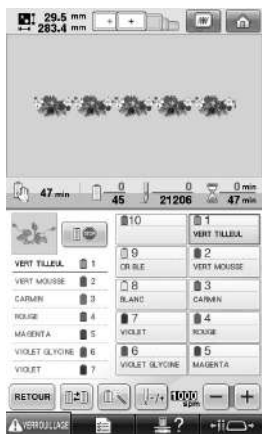 29.5 mm
283.4 mm
47 min 0 0 0 min
45 21206 47 min
10 1
VERT TILLEUL
9 2
OR BLE VERT MOUSSE
8 3
BLANC CARMIN
7 4
VIOLET ROUGE
6 5
VIOLET GLYCINE MAGENTA
STOP
VERT TILLEUL 1
VERT MOUSSE 2
CARMIN 3
ROUGE 4
MAGENTA 5
VIOLET GLYCINE 6
VIOLET 7
RETOUR -/+ 1000 spm - +
VERROUILLAGE ?